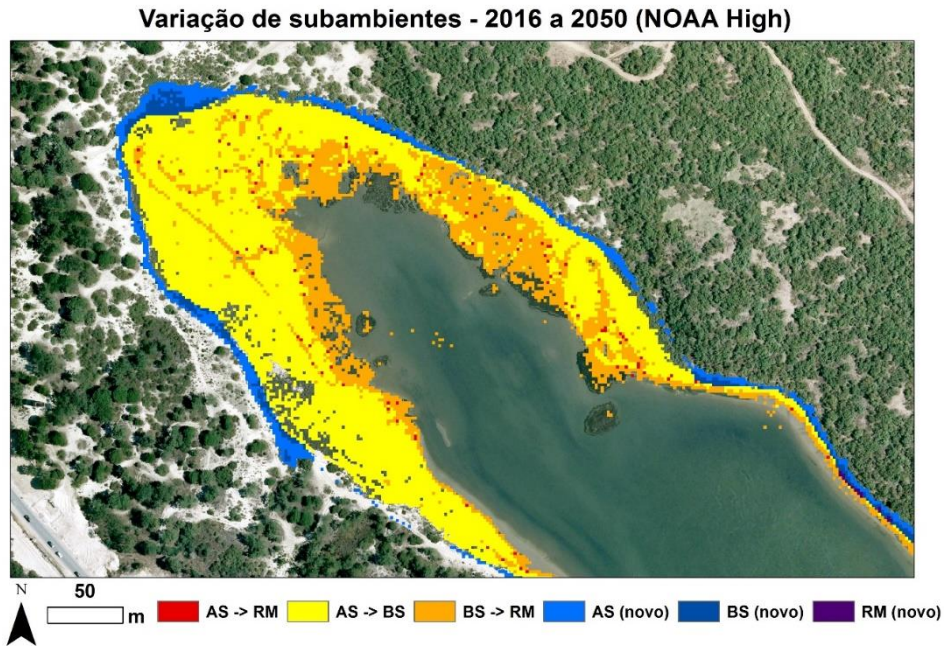 Variação de subambientes - 2016 a 2050 (NOAA High)
N
50
m
AS -> RM
AS -> BS
BS -> RM
AS (novo)
BS (novo)
RM (novo)